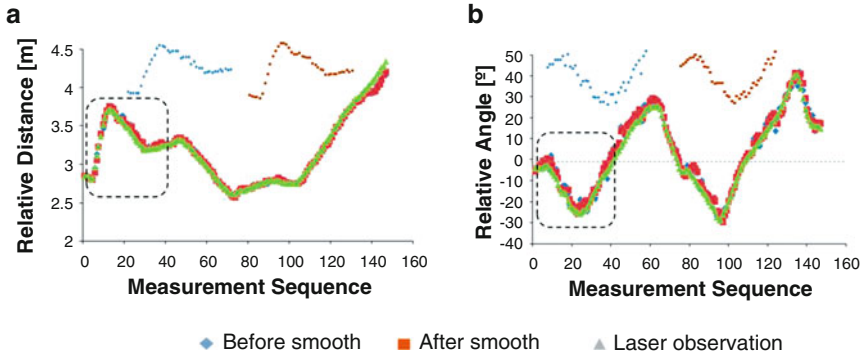 a
b
Relative Distance [m]
4.5
4
3.5
3
2.5
2
0 20 40 60 80 100 120 140 160
Measurement Sequence
Relative Angle [º]
50
40
30
20
10
0
-10
-20
-30
-40
0 20 40 60 80 100 120 140 160
Measurement Sequence
Before smooth After smooth Laser observation